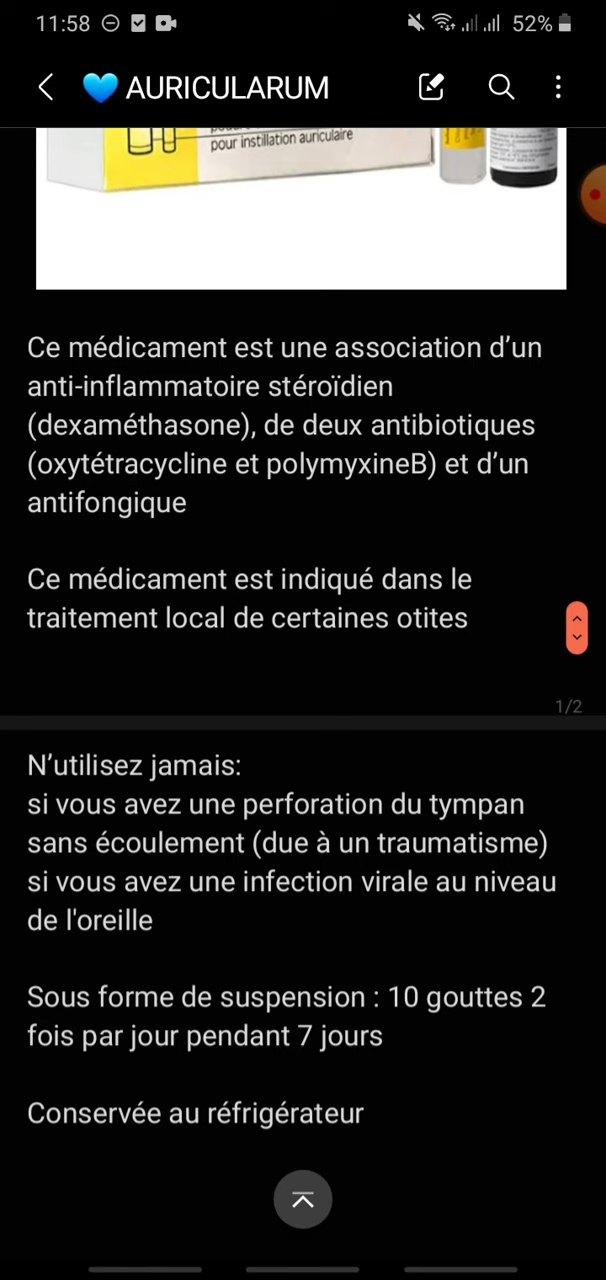 11:58 52%
💙 AURICULARUM
pour instillation auriculaire
Ce médicament est une association d’un
anti-inflammatoire stéroïdien
(dexaméthasone), de deux antibiotiques
(oxytétracycline et polymyxineB) et d’un
antifongique
Ce médicament est indiqué dans le
traitement local de certaines otites
1/2
N’utilisez jamais:
si vous avez une perforation du tympan
sans écoulement (due à un traumatisme)
si vous avez une infection virale au niveau
de l'oreille
Sous forme de suspension : 10 gouttes 2
fois par jour pendant 7 jours
Conservée au réfrigérateur